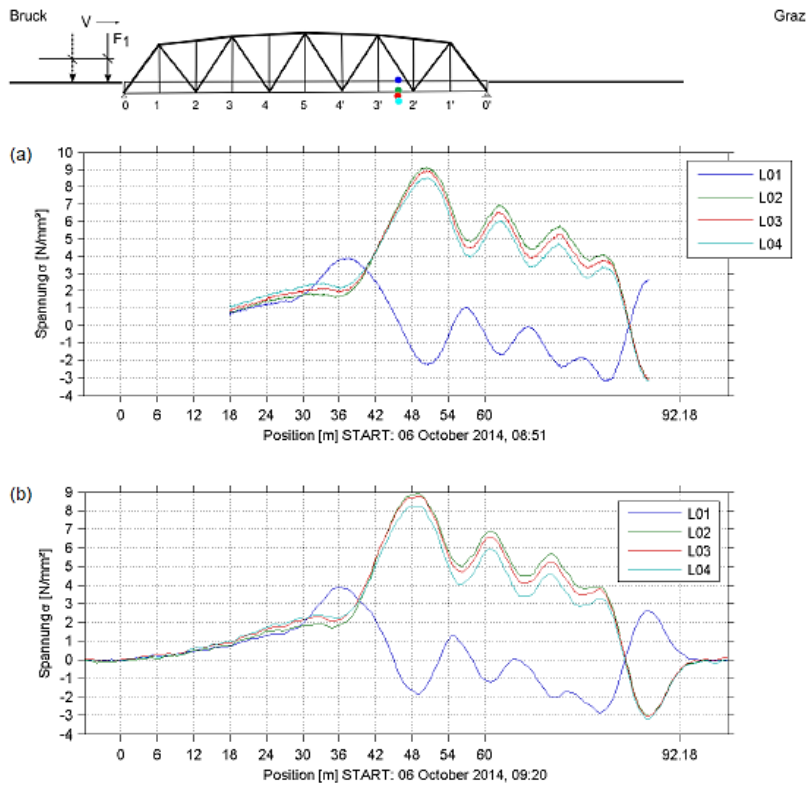 Bruck
Graz
V
F1
0 1 2 3 4 5 4' 3' 2' 1' 0'
(a)
10
9
8
7
6
5
4
3
2
1
0
-1
-2
-3
-4
Spannung σ [N/mm²]
L01
L02
L03
L04
0 6 12 18 24 30 36 42 48 54 60 92.18
Position [m] START: 06 October 2014, 08:51
(b)
9
8
7
6
5
4
3
2
1
0
-1
-2
-3
-4
Spannung σ [N/mm²]
L01
L02
L03
L04
0 6 12 18 24 30 36 42 48 54 60 92.18
Position [m] START: 06 October 2014, 09:20